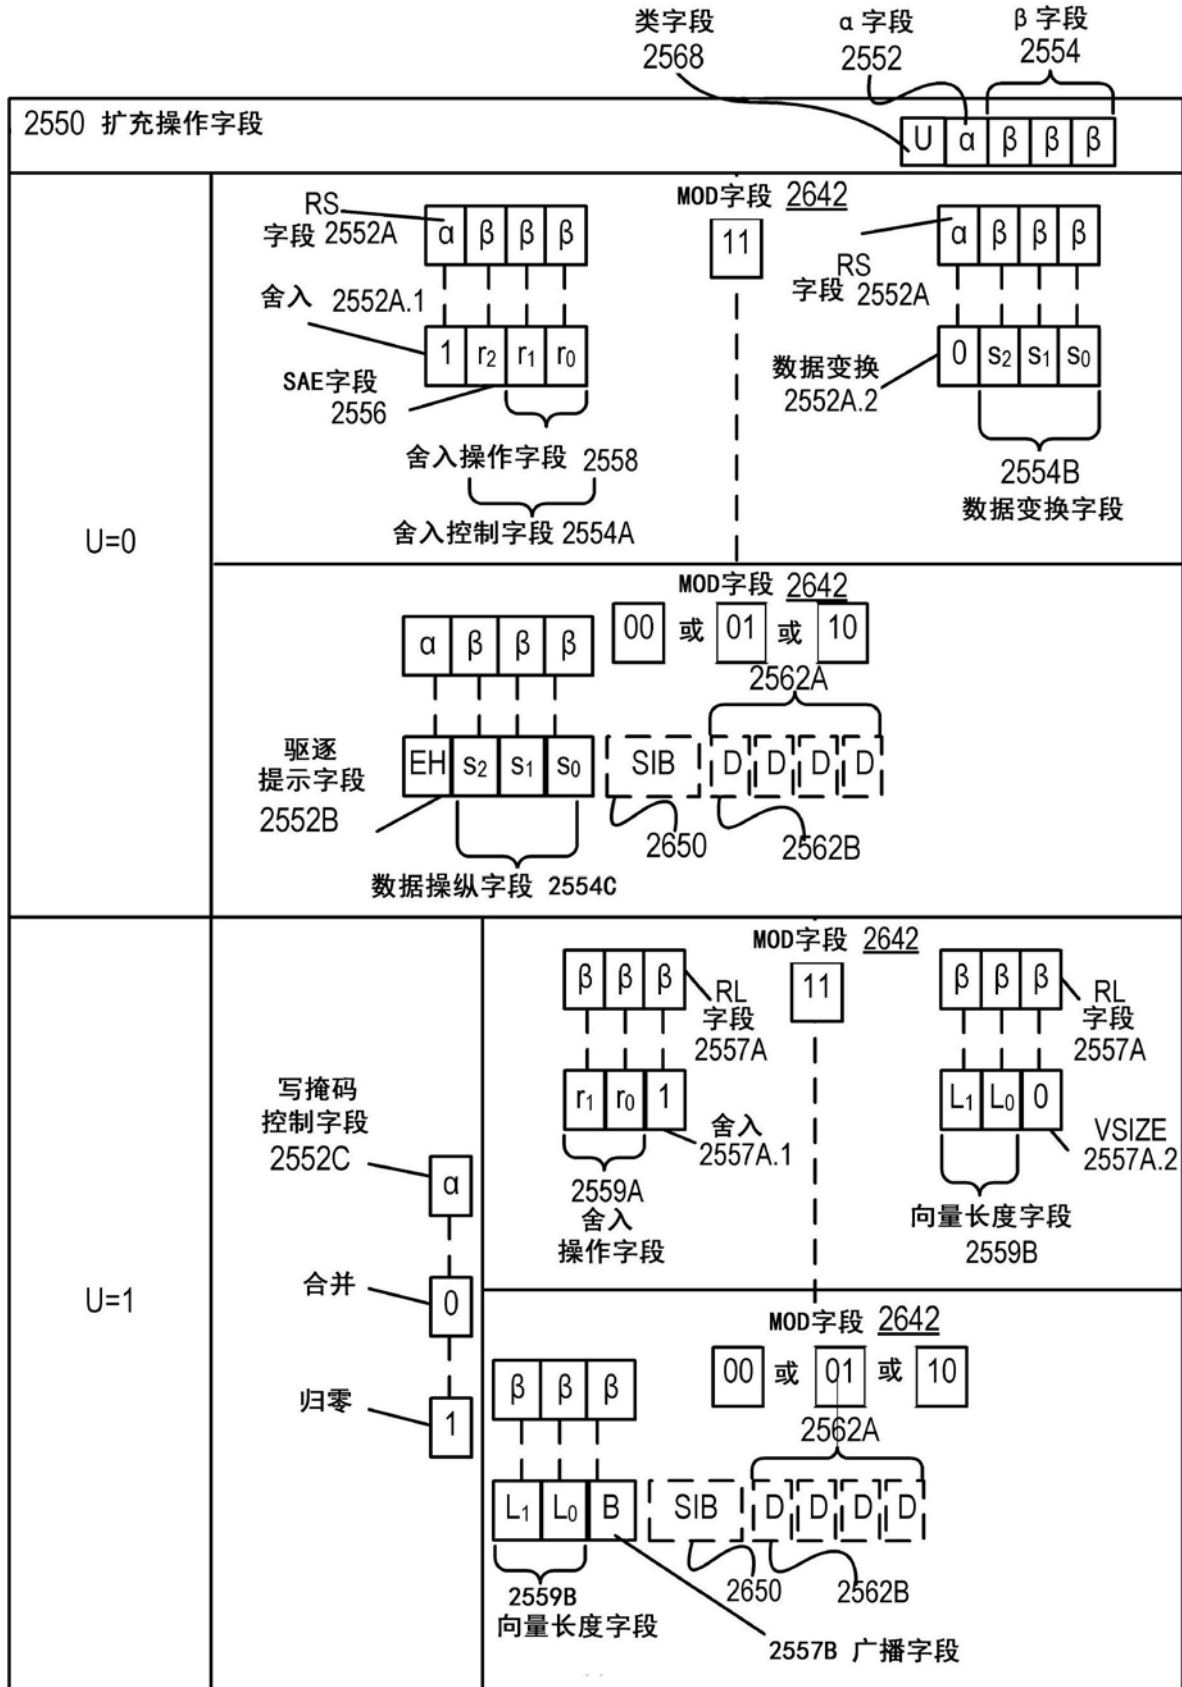 类字段
2568
α 字段
2552
β 字段
2554
2550 扩充操作字段
U α β β β
U=0
RS
字段 2552A
α β β β
舍入 2552A.1
1 r2 r1 r0
SAE字段
2556
舍入操作字段 2558
舍入控制字段 2554A
MOD字段 2642
11
α β β β
RS
字段 2552A
0 s2 s1 s0
数据变换
2552A.2
2554B
数据变换字段
MOD字段 2642
00 或 01 或 10
α β β β
2562A
驱逐
提示字段
2552B
EH s2 s1 s0 SIB D D D D
2650
2562B
数据操纵字段 2554C
U=1
写掩码
控制字段
2552C
α
合并
0
归零
1
MOD字段 2642
11
β β β
RL
字段
2557A
r1 r0 1
舍入
2557A.1
2559A
舍入
操作字段
β β β
RL
字段
2557A
L1 L0 0
VSIZE
2557A.2
向量长度字段
2559B
MOD字段 2642
00 或 01 或 10
β β β
2562A
L1 L0 B SIB D D D D
2559B
向量长度字段
2650
2562B
2557B 广播字段